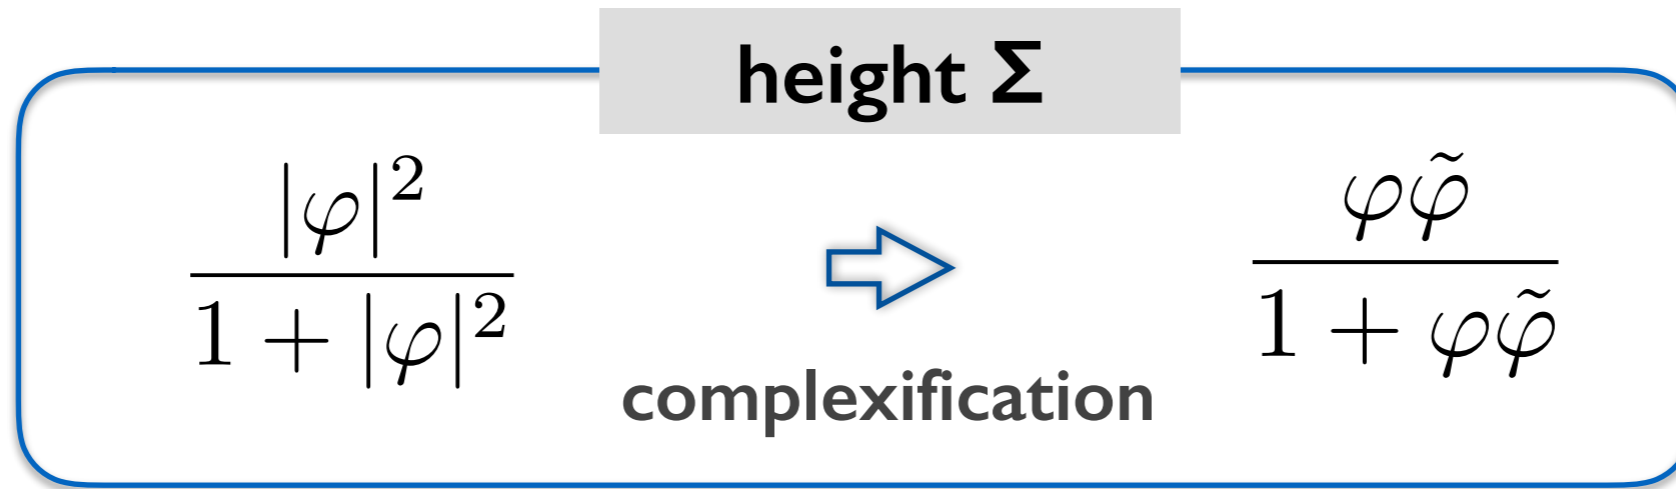 height Σ
|φ|² / (1 + |φ|²) ⇨ φφ̃ / (1 + φφ̃)
complexification